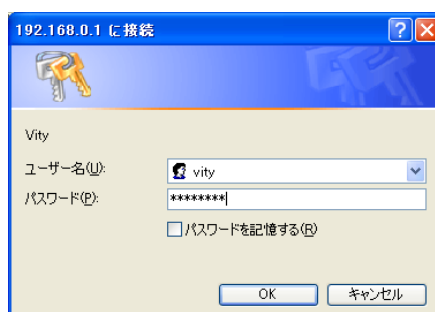 192.168.0.1 に接続
Vity
ユーザー名(U):
vity
パスワード(P):
********
パスワードを記憶する(R)
OK
キャンセル